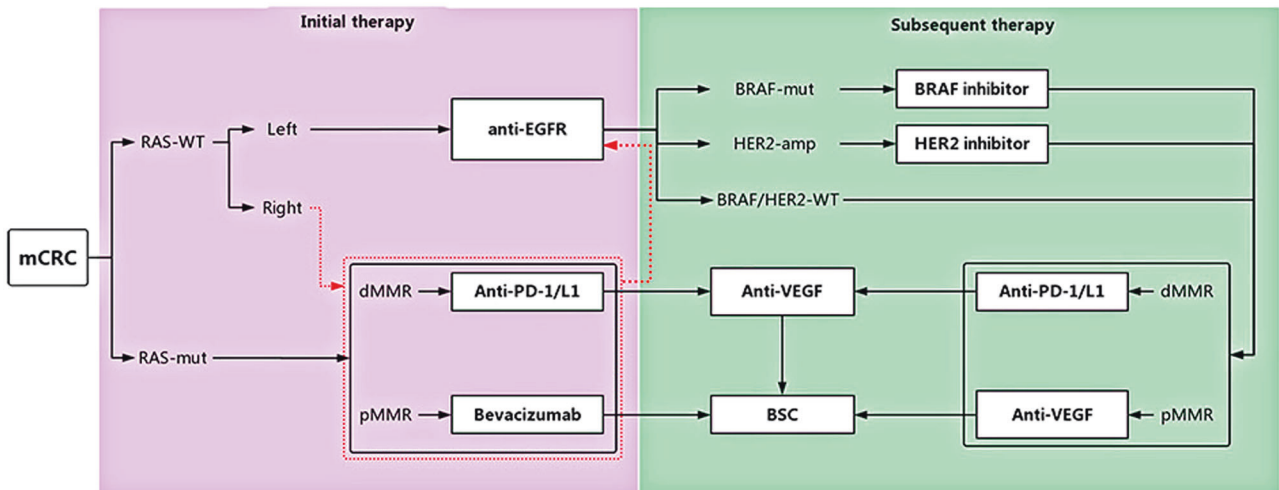 Initial therapy
Subsequent therapy
mCRC
RAS-WT
Left
Right
RAS-mut
anti-EGFR
dMMR
Anti-PD-1/L1
pMMR
Bevacizumab
BRAF-mut
BRAF inhibitor
HER2-amp
HER2 inhibitor
BRAF/HER2-WT
Anti-VEGF
BSC
Anti-PD-1/L1
dMMR
Anti-VEGF
pMMR